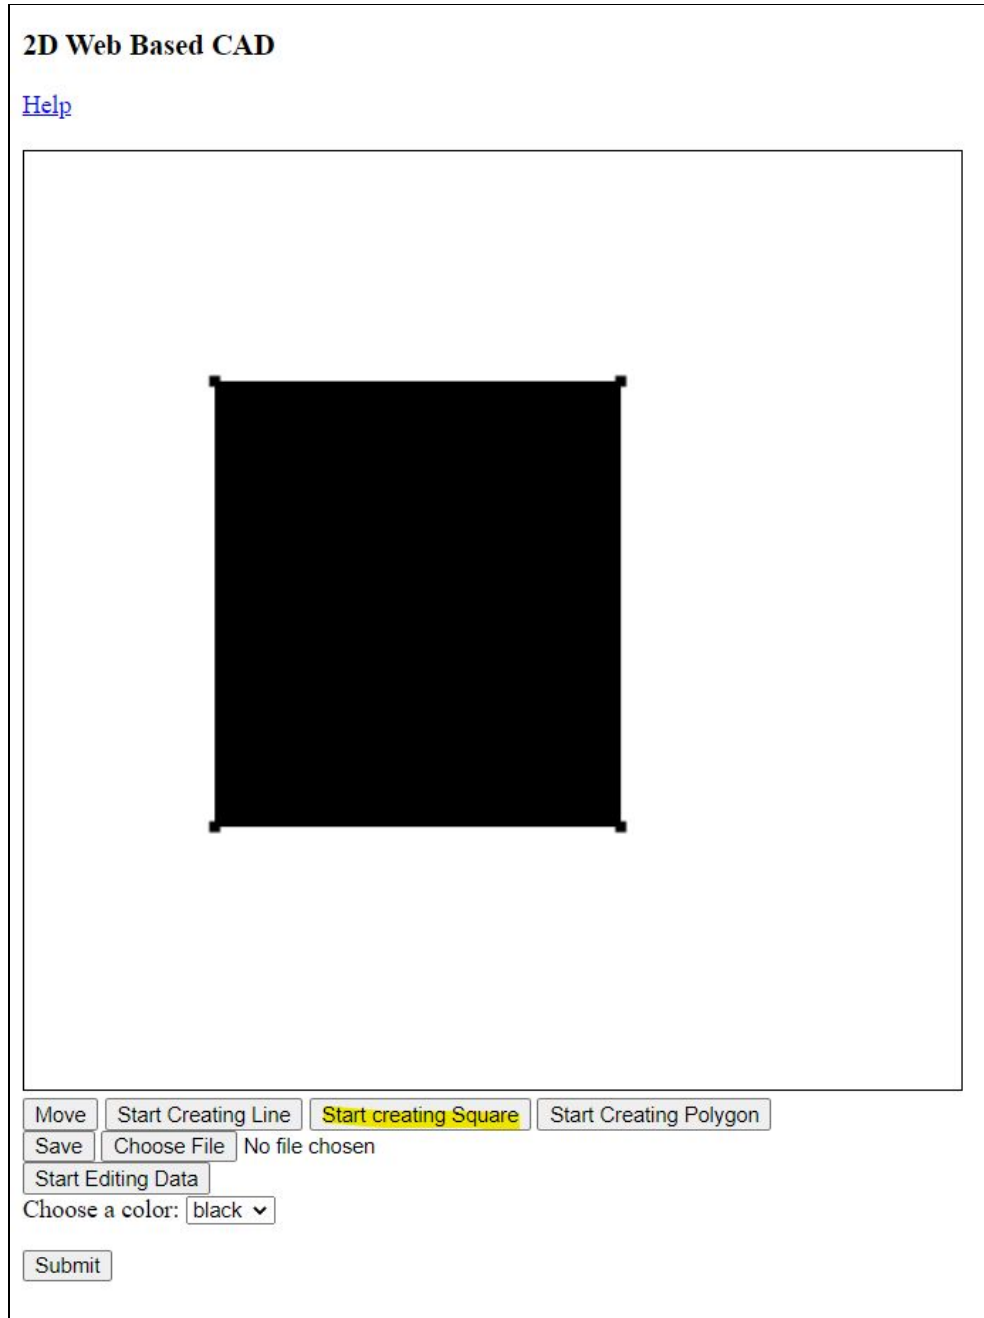 2D Web Based CAD
Help
Move Start Creating Line Start creating Square Start Creating Polygon
Save Choose File No file chosen
Start Editing Data
Choose a color: black
Submit